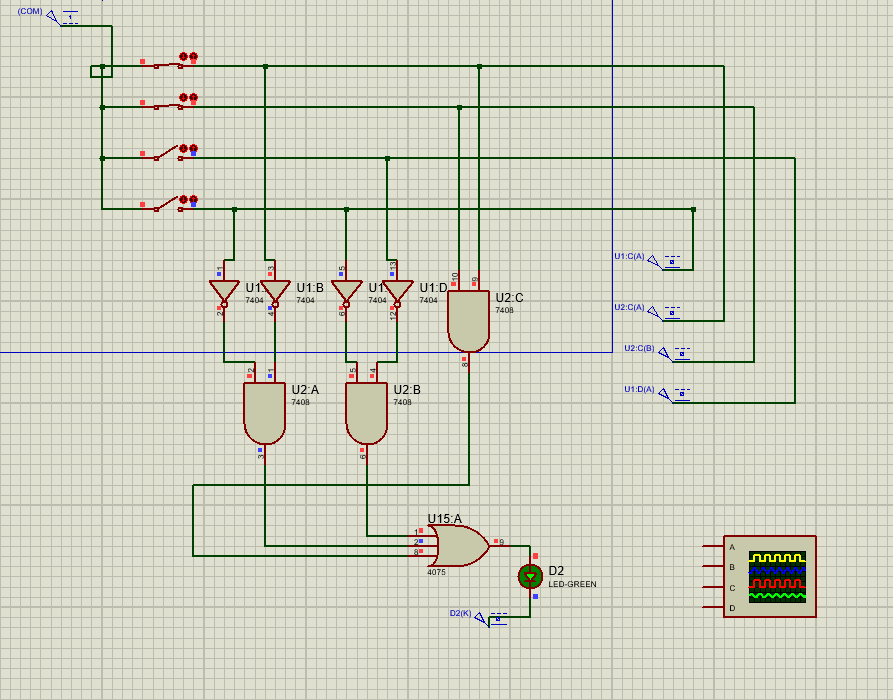 (COM)
1
U1:C(A)
U2:C(A)
U2:C(B)
U1:D(A)
1
3
5
13
10
9
U1:
7404
U1:B
7404
U1
7404
U1:D
7404
U2:C
7408
2
4
6
12
8
2
1
5
4
U2:A
7408
U2:B
7408
3
6
U15:A
1
2
8
9
4075
D2
LED-GREEN
D2(K)
A
B
C
D